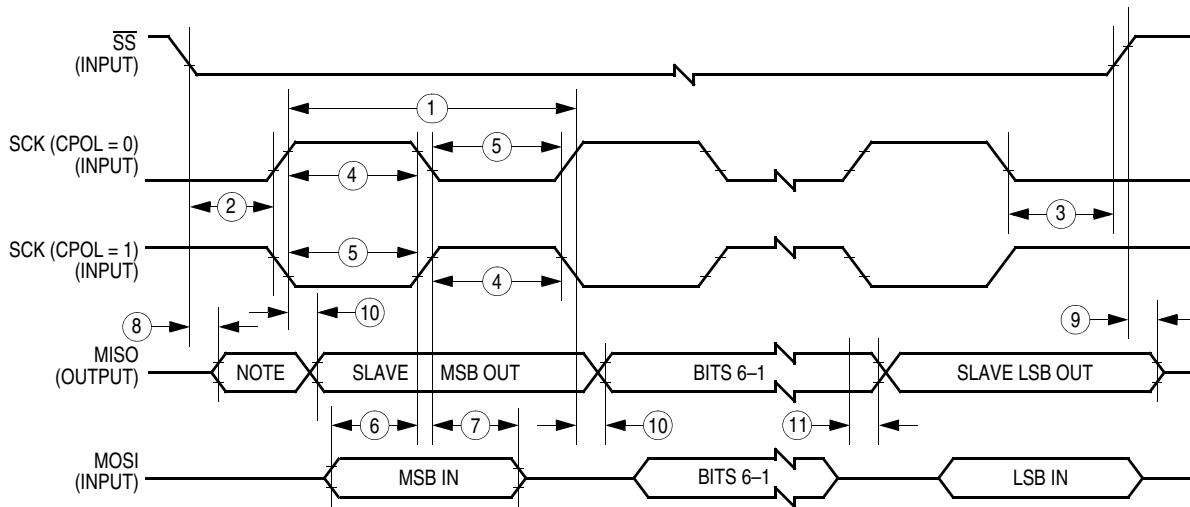 SS
(INPUT)
1
SCK (CPOL = 0)
(INPUT)
5
4
2
3
SCK (CPOL = 1)
(INPUT)
5
4
8
10
9
MISO
(OUTPUT)
NOTE
SLAVE
MSB OUT
BITS 6–1
SLAVE LSB OUT
6
7
10
11
MOSI
(INPUT)
MSB IN
BITS 6–1
LSB IN